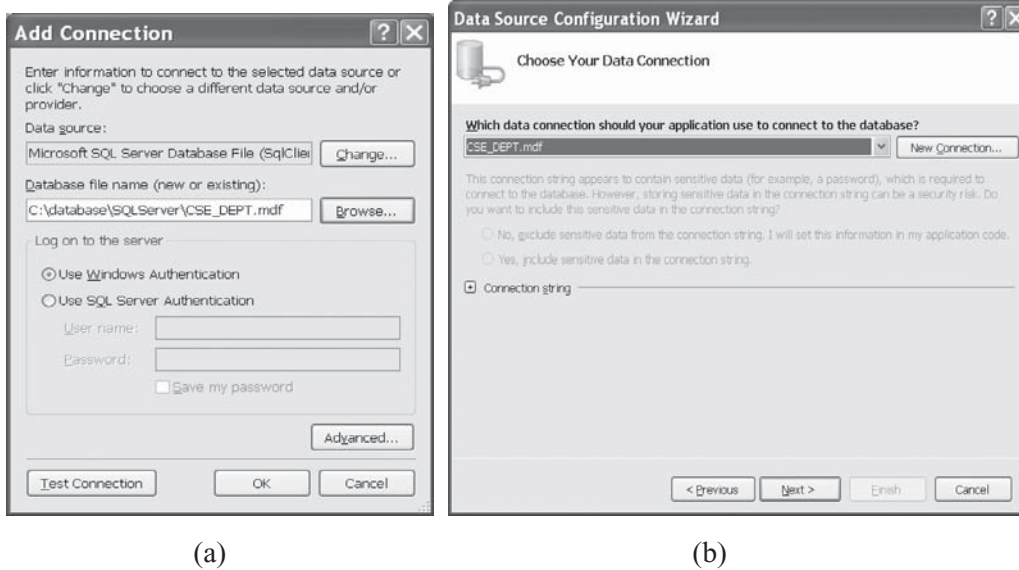 Add Connection
Enter information to connect to the selected data source or
click "Change" to choose a different data source and/or
provider.
Data source:
Microsoft SQL Server Database File (SqlClie
Change...
Database file name (new or existing):
C:\database\SQLServer\CSE_DEPT.mdf
Browse...
Log on to the server
Use Windows Authentication
Use SQL Server Authentication
User name:
Password:
Save my password
Advanced...
Test Connection
OK
Cancel
(a)
Data Source Configuration Wizard
Choose Your Data Connection
Which data connection should your application use to connect to the database?
CSE_DEPT.mdf
New Connection...
This connection string appears to contain sensitive data (for example, a password), which is required to
connect to the database. However, storing sensitive data in the connection string can be a security risk. Do
you want to include this sensitive data in the connection string?
No, exclude sensitive data from the connection string. I will set this information in my application code.
Yes, include sensitive data in the connection string.
Connection string
< Previous
Next >
Finish
Cancel
(b)